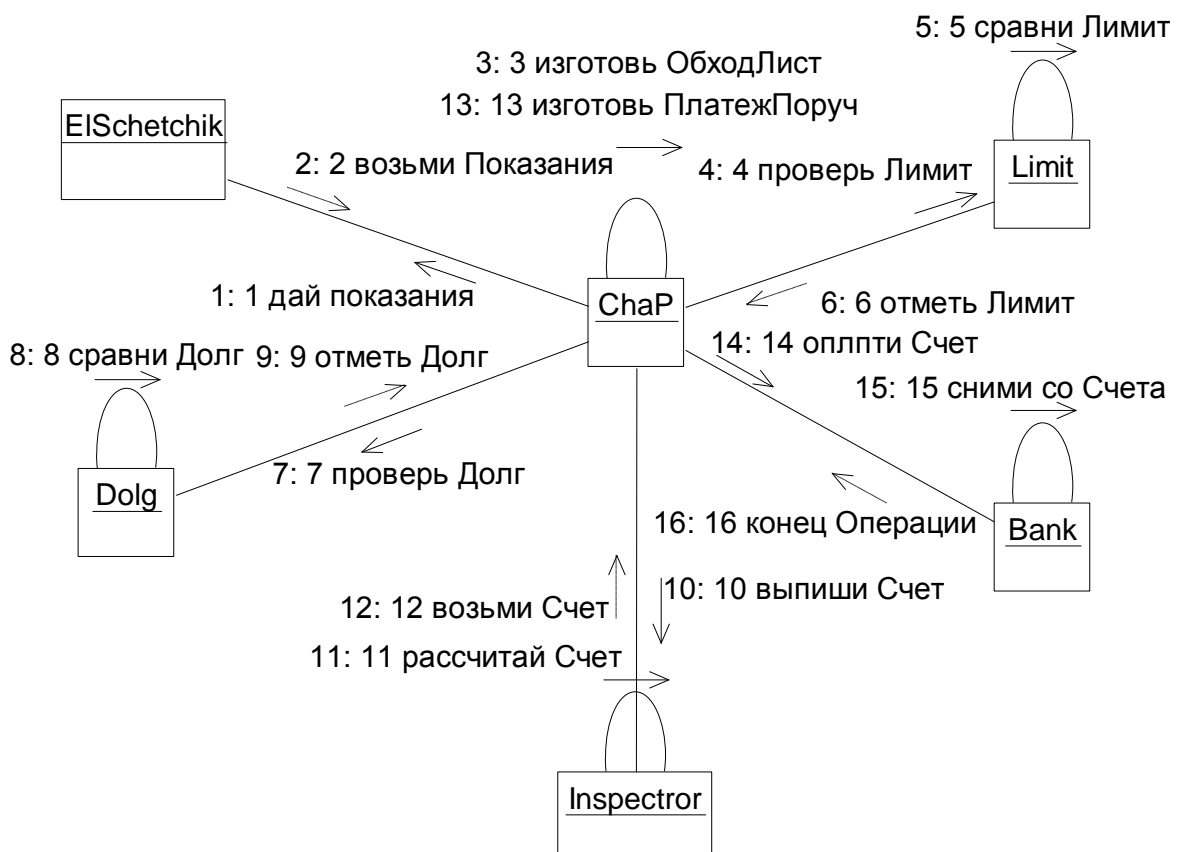 5: 5 сравни Лимит
3: 3 изготовь ОбходЛист
13: 13 изготовь ПлатежПоруч
ElSchetchik
2: 2 возьми Показания
4: 4 проверь Лимит
Limit
1: 1 дай показания
ChaP
6: 6 отметь Лимит
8: 8 сравни Долг
9: 9 отметь Долг
14: 14 оплпти Счет
15: 15 сними со Счета
7: 7 проверь Долг
Dolg
16: 16 конец Операции
Bank
12: 12 возьми Счет
10: 10 выпиши Счет
11: 11 рассчитай Счет
Inspectror